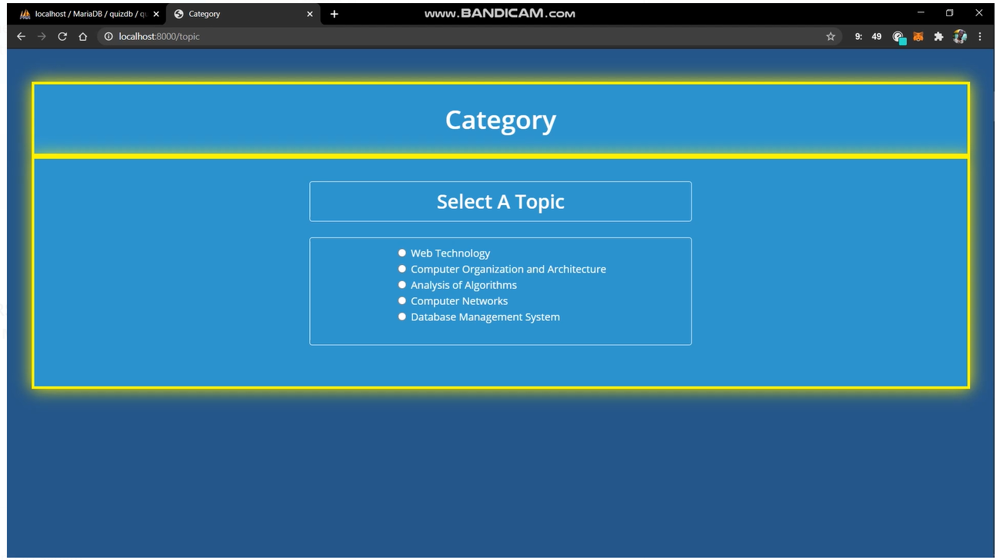 localhost / MariaDB / quizdb / qu
Category
www.BANDICAM.com
localhost:8000/topic
9: 49
Category
Select A Topic
Web Technology
Computer Organization and Architecture
Analysis of Algorithms
Computer Networks
Database Management System